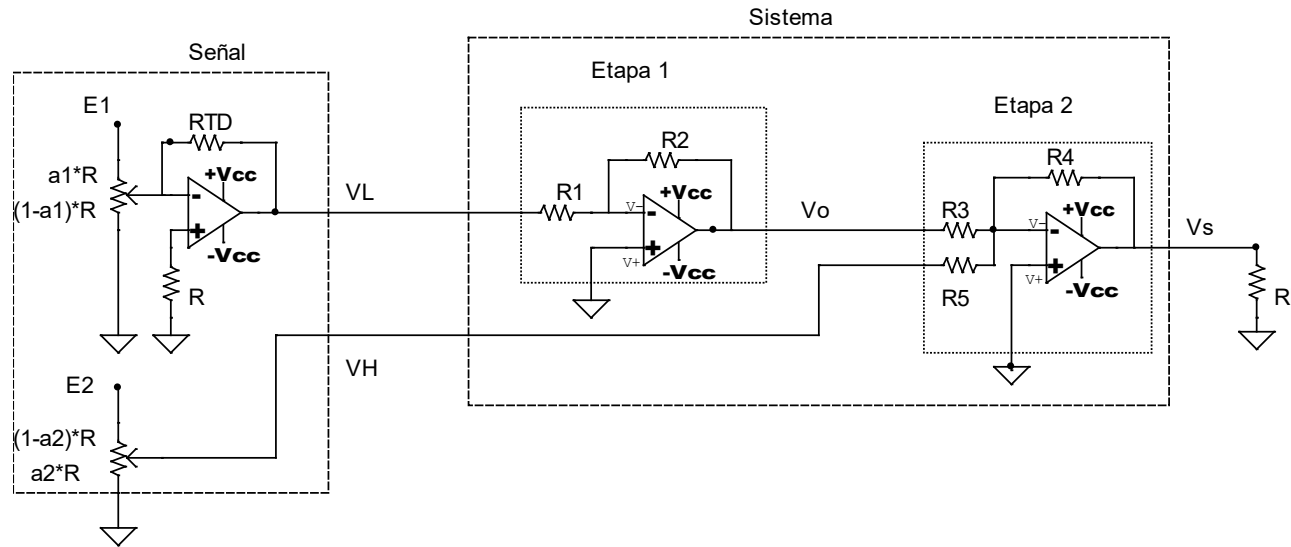 Sistema
Señal
Etapa 1
Etapa 2
E1
RTD
a1*R
(1-a1)*R
-
+Vcc
+
-Vcc
R
VL
R1
R2
V-
-
+Vcc
+
V+
-Vcc
Vo
R3
R5
R4
V-
-
+Vcc
+
V+
-Vcc
Vs
R
VH
E2
(1-a2)*R
a2*R